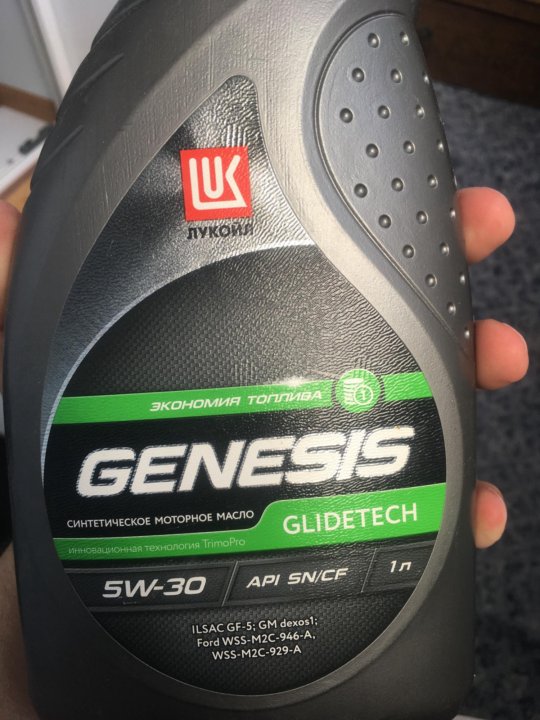 LUK
ЛУКОЙЛ
ЭКОНОМИЯ ТОПЛИВА
GENESIS
СИНТЕТИЧЕСКОЕ МОТОРНОЕ МАСЛО
GLIDETECH
инновационная технология TrimoPro
5W-30
API SN/CF
1 л
ILSAC GF-5; GM dexos1;
Ford WSS-M2C-946-A,
WSS-M2C-929-A